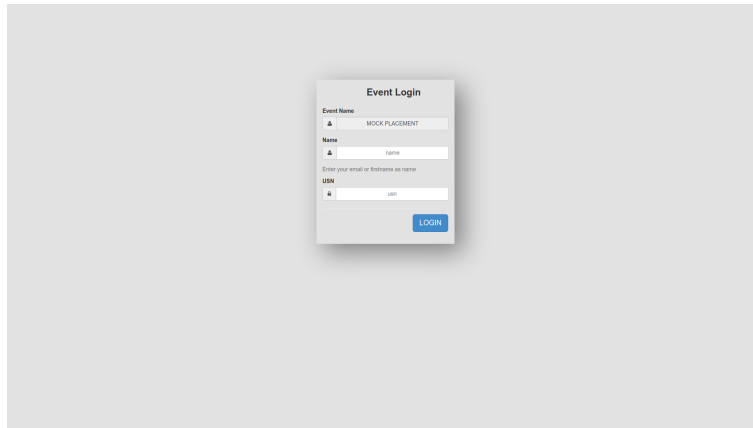 Event Login
Event Name
MOCK PLACEMENT
Name
name
Enter your email or firstname as name
USN
usn
LOGIN